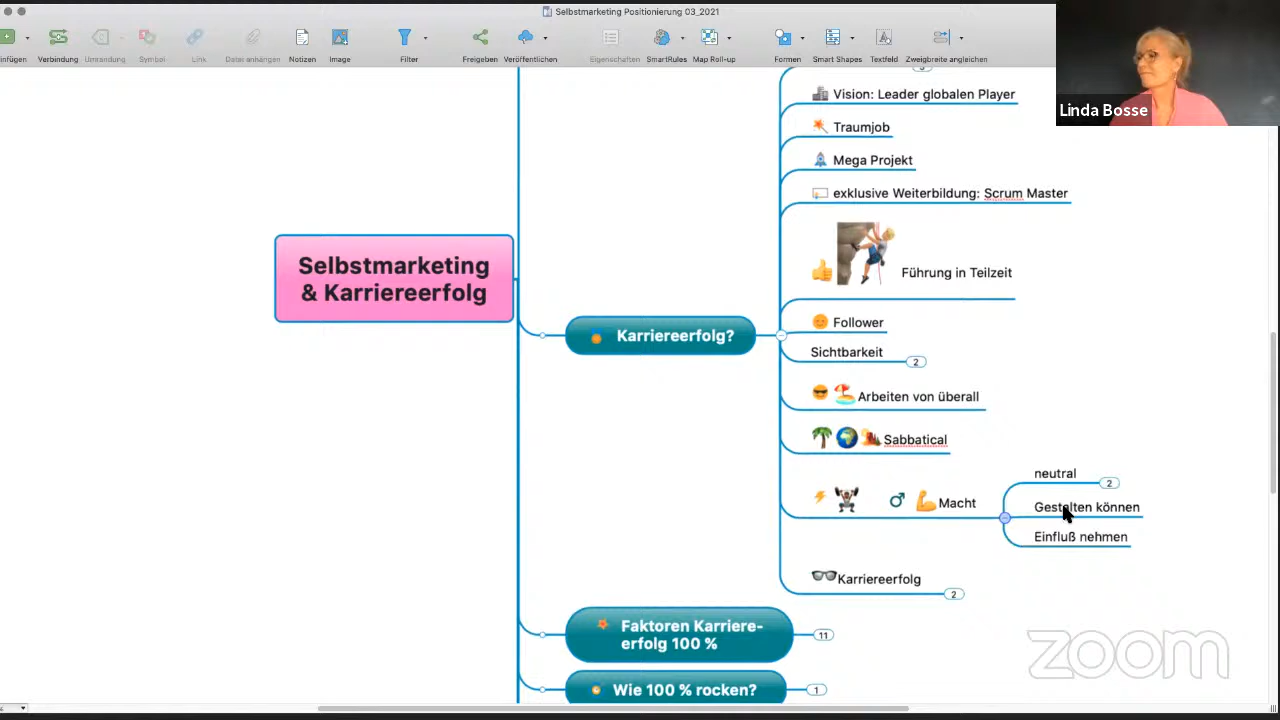 Selbstmarketing Positionierung 03_2021
infügen
Verbindung
Umrandung
Symbol
Link
Datei anhängen
Notizen
Image
Filter
Freigeben
Veröffentlichen
Eigenschaften
SmartRules
Map Roll-up
Formen
Smart Shapes
Textfeld
Zweigbreite angleichen
Linda Bosse
Vision: Leader globalen Player
Traumjob
Mega Projekt
exklusive Weiterbildung: Scrum Master
Führung in Teilzeit
Selbstmarketing
& Karriereerfolg
Karriereerfolg?
Follower
Sichtbarkeit
2
Arbeiten von überall
Sabbatical
Macht
neutral
2
Gestalten können
Einfluß nehmen
Karriereerfolg
2
Faktoren Karriere-
erfolg 100 %
11
Wie 100 % rocken?
1
zoom